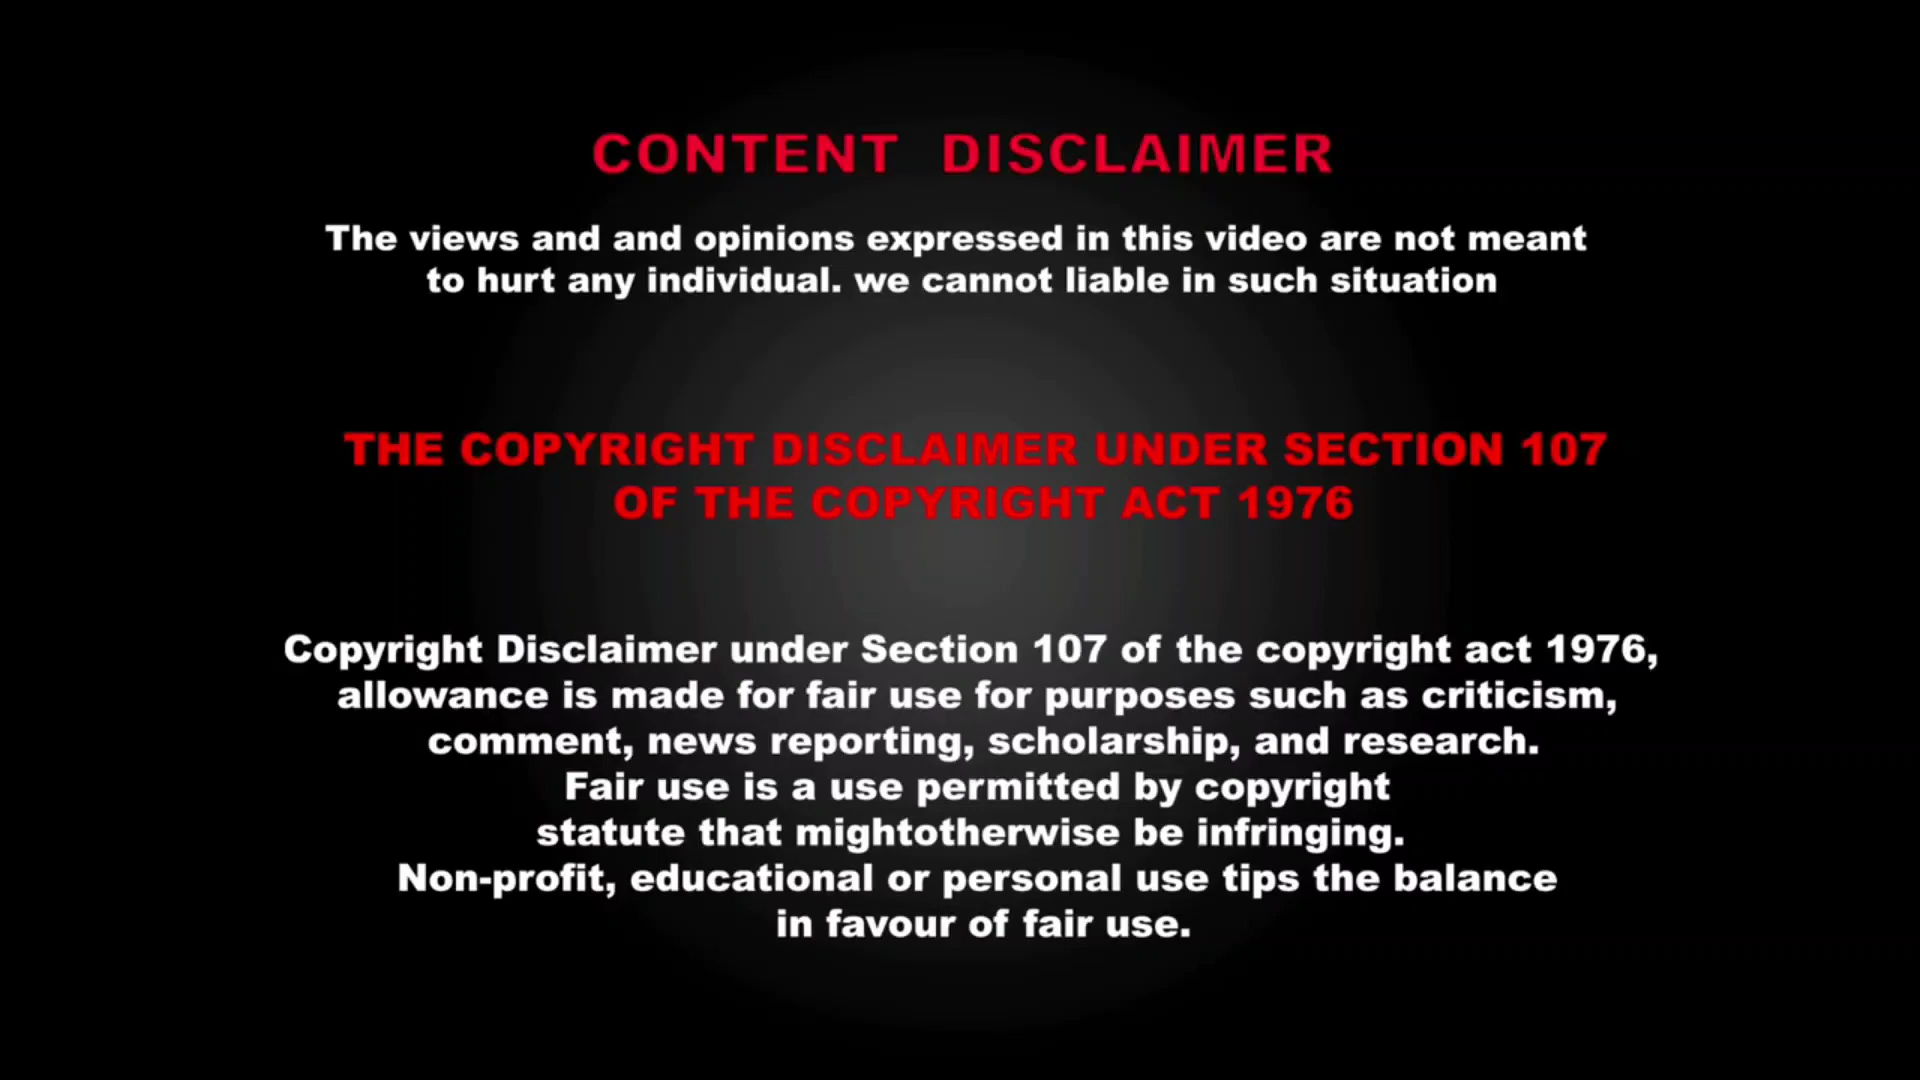 CONTENT DISCLAIMER
The views and and opinions expressed in this video are not meant
to hurt any individual. we cannot liable in such situation
THE COPYRIGHT DISCLAIMER UNDER SECTION 107
OF THE COPYRIGHT ACT 1976
Copyright Disclaimer under Section 107 of the copyright act 1976,
allowance is made for fair use for purposes such as criticism,
comment, news reporting, scholarship, and research.
Fair use is a use permitted by copyright
statute that mightotherwise be infringing.
Non-profit, educational or personal use tips the balance
in favour of fair use.